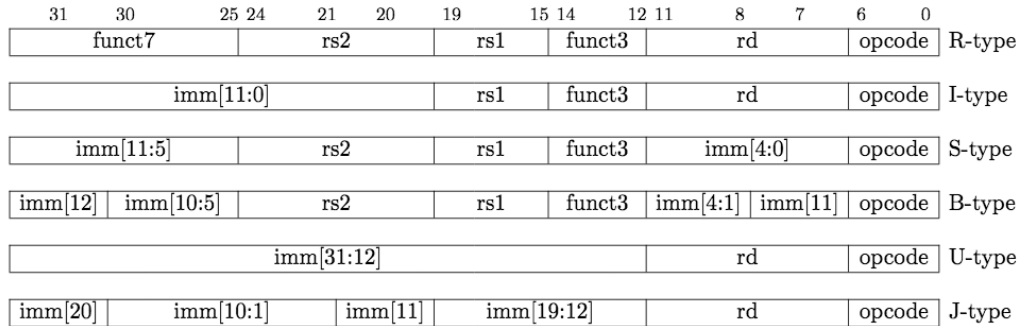 31 30 25 24 21 20 19 15 14 12 11 8 7 6 0
funct7 rs2 rs1 funct3 rd opcode R-type
imm[11:0] rs1 funct3 rd opcode I-type
imm[11:5] rs2 rs1 funct3 imm[4:0] opcode S-type
imm[12] imm[10:5] rs2 rs1 funct3 imm[4:1] imm[11] opcode B-type
imm[31:12] rd opcode U-type
imm[20] imm[10:1] imm[11] imm[19:12] rd opcode J-type